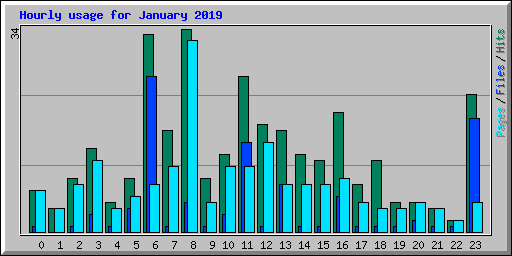 Hourly usage for January 2019
34
Pages/Files/Hits
0 1 2 3 4 5 6 7 8 9 10 11 12 13 14 15 16 17 18 19 20 21 22 23